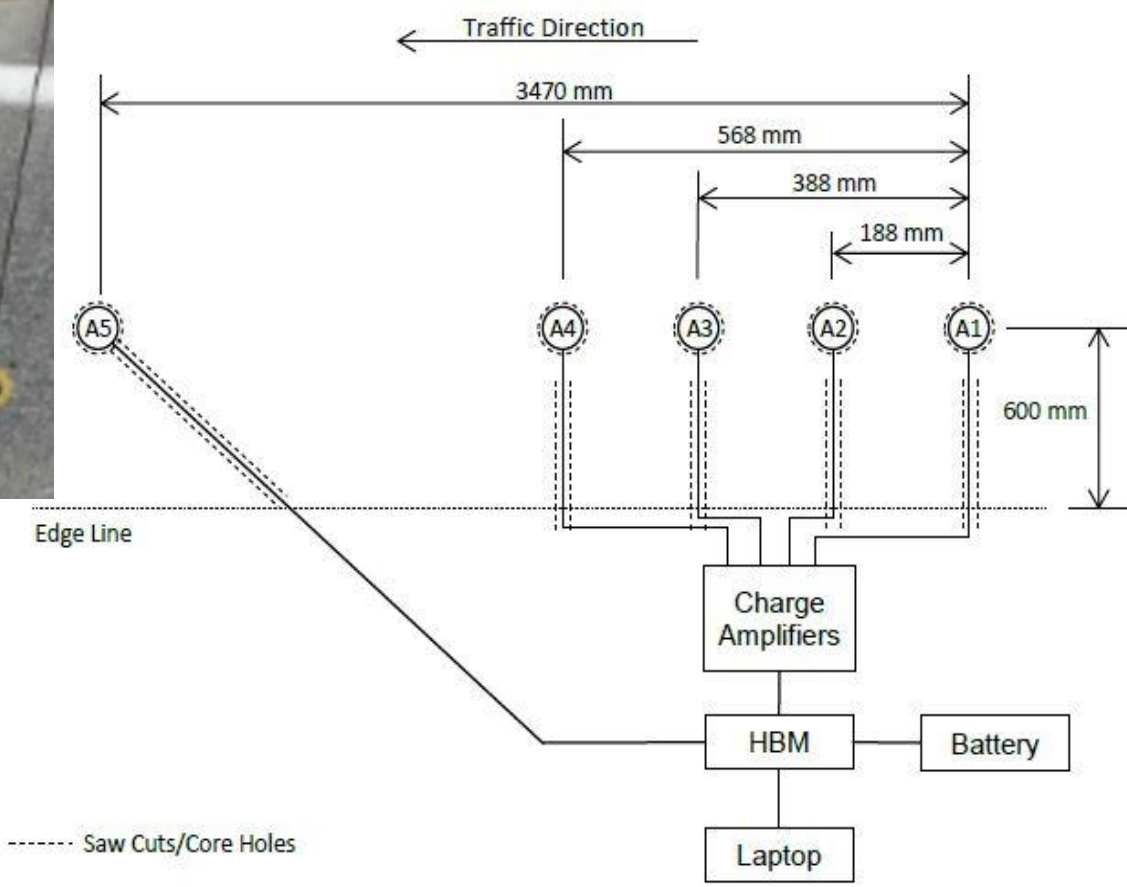 Traffic Direction
3470 mm
568 mm
388 mm
188 mm
A5
A4
A3
A2
A1
600 mm
Edge Line
Charge
Amplifiers
HBM
Battery
Laptop
Saw Cuts/Core Holes